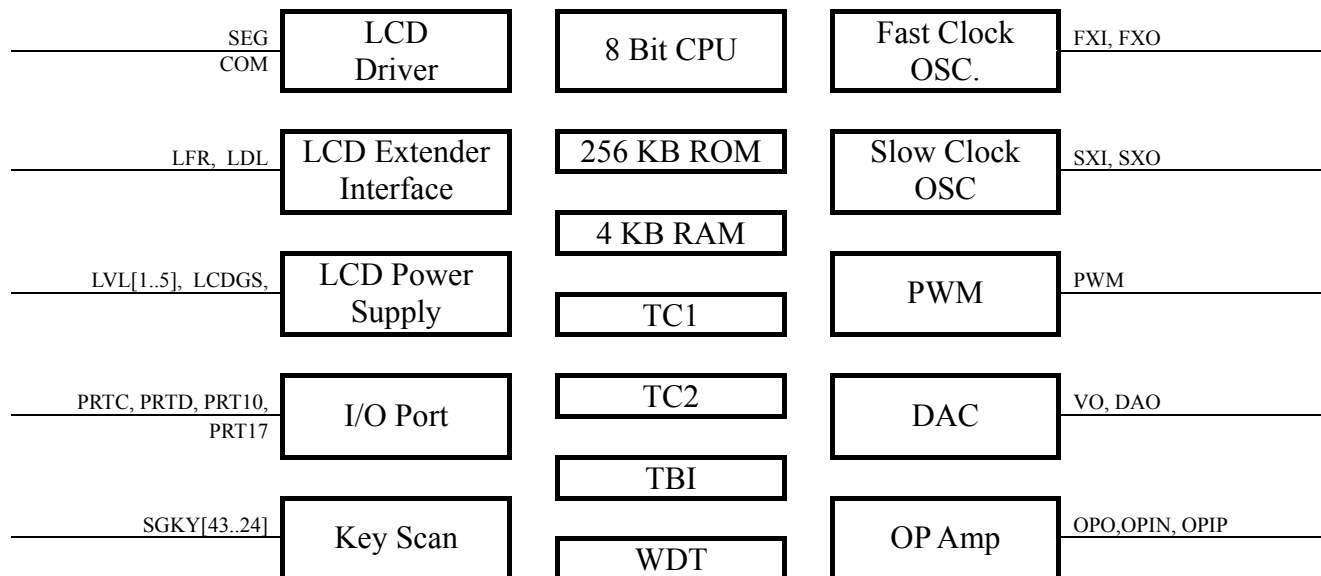 SEG
COM
LCD
Driver
8 Bit CPU
Fast Clock
OSC.
FXI, FXO
LFR, LDL
LCD Extender
Interface
256 KB ROM
Slow Clock
OSC
SXI, SXO
4 KB RAM
LVL[1..5], LCDGS,
LCD Power
Supply
TC1
PWM
PWM
PRTC, PRTD, PRT10,
PRT17
I/O Port
TC2
DAC
VO, DAO
TBI
SGKY[43..24]
Key Scan
WDT
OP Amp
OPO,OPIN, OPIP